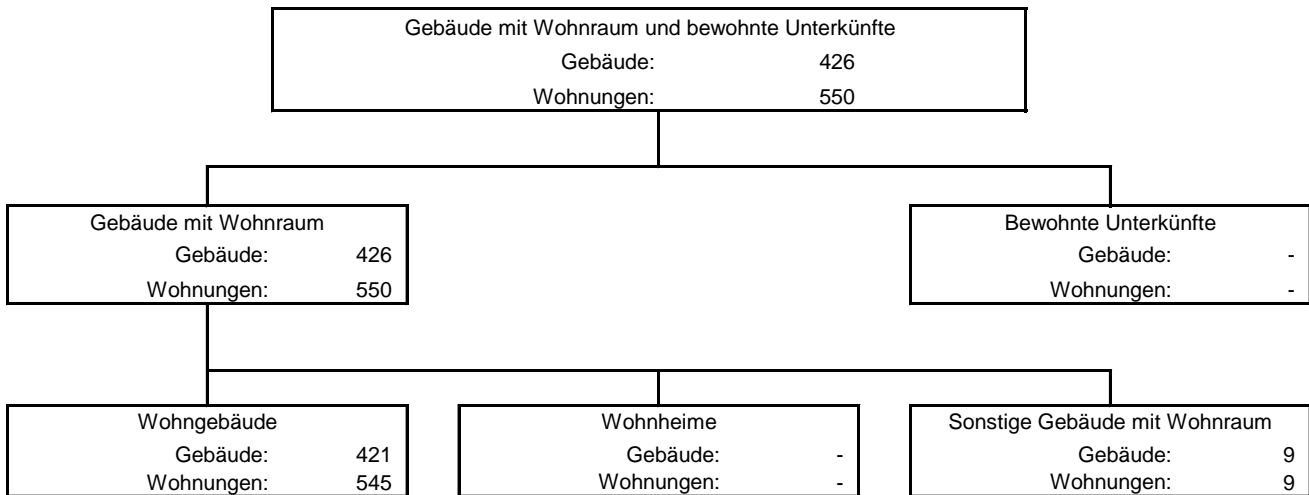 Gebäude mit Wohnraum und bewohnte Unterkünfte
Gebäude: 426
Wohnungen: 550
Gebäude mit Wohnraum
Gebäude: 426
Wohnungen: 550
Bewohnte Unterkünfte
Gebäude: -
Wohnungen: -
Wohngebäude
Gebäude: 421
Wohnungen: 545
Wohnheime
Gebäude: -
Wohnungen: -
Sonstige Gebäude mit Wohnraum
Gebäude: 9
Wohnungen: 9